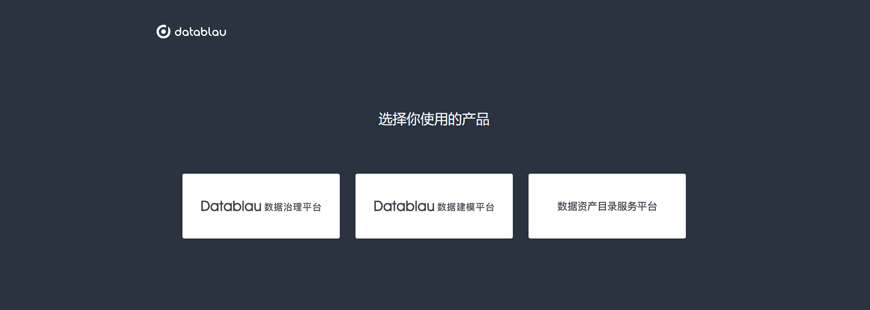 datablau
选择你使用的产品
Datablau 数据治理平台
Datablau 数据建模平台
数据资产目录服务平台